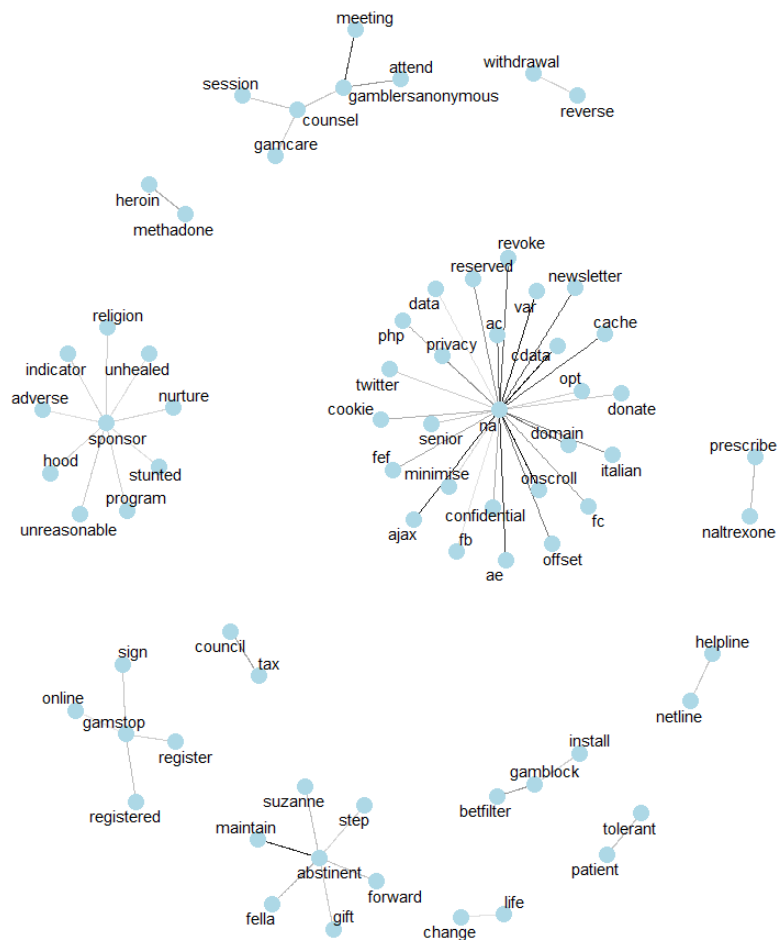 meeting
attend
session
gamblersanonymous
counsel
gamcare
withdrawal
reverse
heroin
methadone
revoke
reserved
newsletter
data
var
php
ac
cache
privacy
cdata
twitter
opt
cookie
donate
senior
na
domain
fef
italian
minimise
onscroll
confidential
fc
ajax
fb
offset
ae
religion
indicator
unhealed
adverse
nurture
sponsor
hood
stunted
program
unreasonable
prescribe
naltrexone
sign
council
tax
online
gamstop
register
registered
helpline
netline
install
gamblock
betfilter
suzanne
step
maintain
abstinent
forward
fella
gift
tolerant
patient
life
change